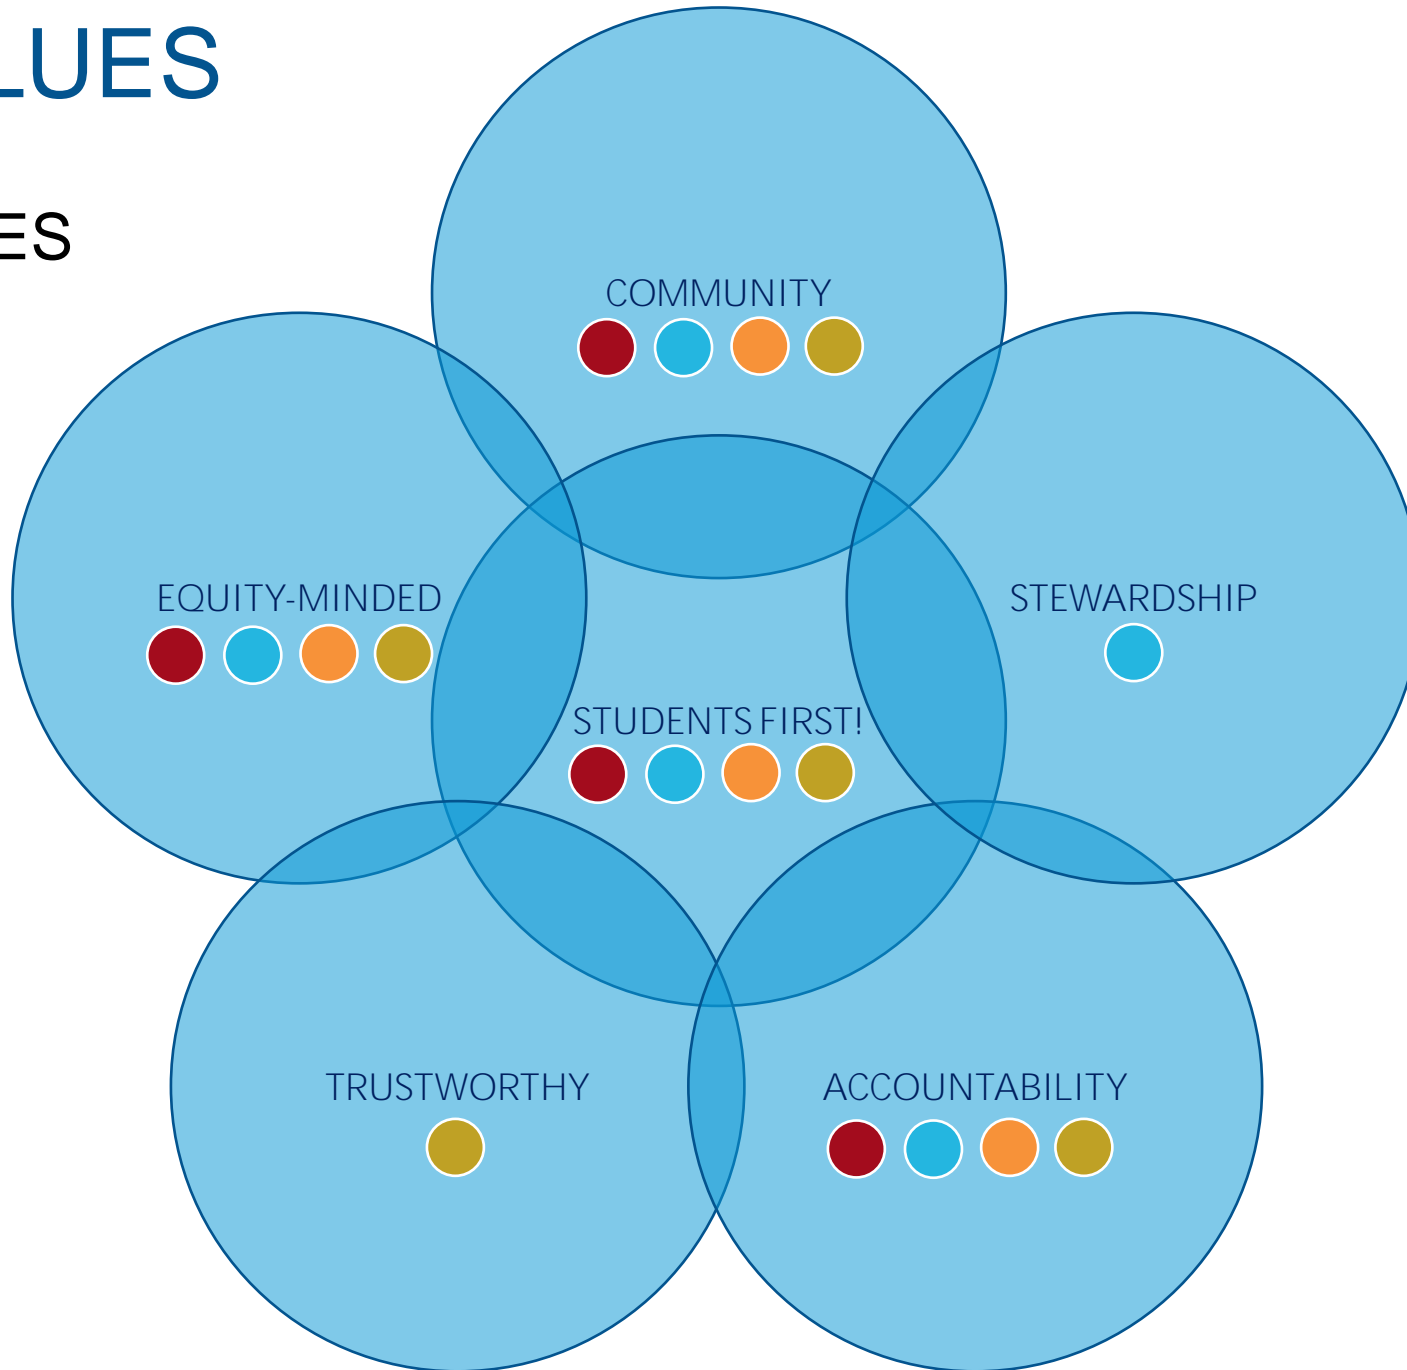 LUES
ES
COMMUNITY
EQUITY-MINDED
STEWARDSHIP
STUDENTS FIRST!
TRUSTWORTHY
ACCOUNTABILITY